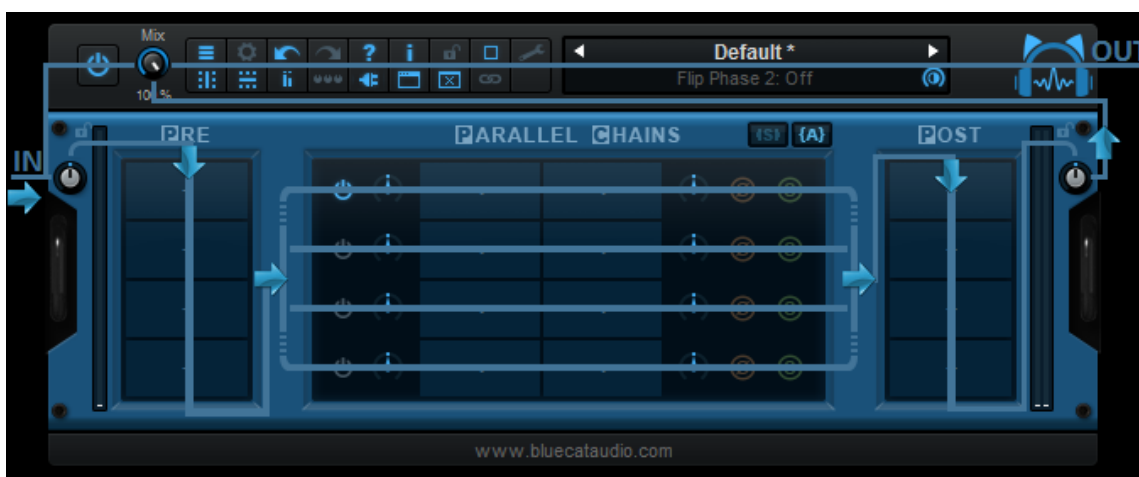 Mix
100 %
Default *
Flip Phase 2: Off
OUT
PRE
PARALLEL CHAINS
{S}
{A}
POST
IN
www.bluecataudio.com